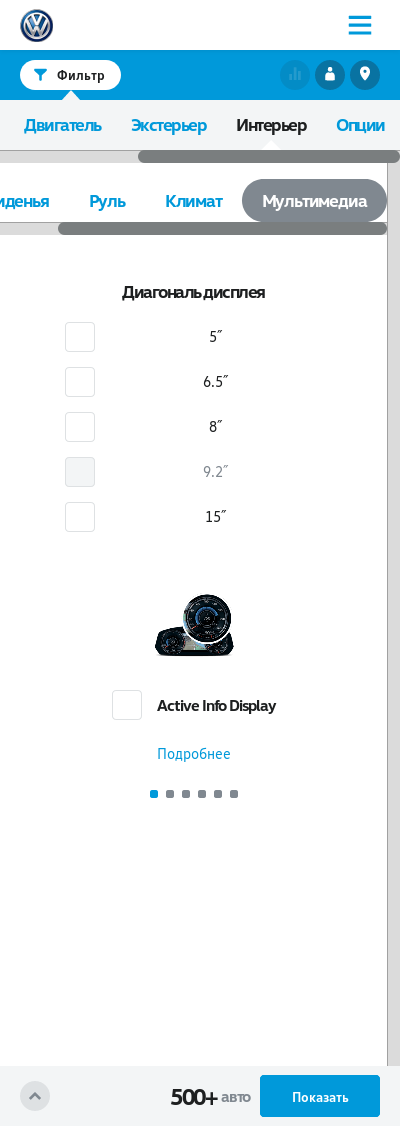 Фильтр
Двигатель Экстерьер Интерьер Опции
иденья Руль Климат Мультимедиа
Диагональ дисплея
5″
6.5″
8″
9.2″
15″
Active Info Display
Подробнее
500+ авто Показать